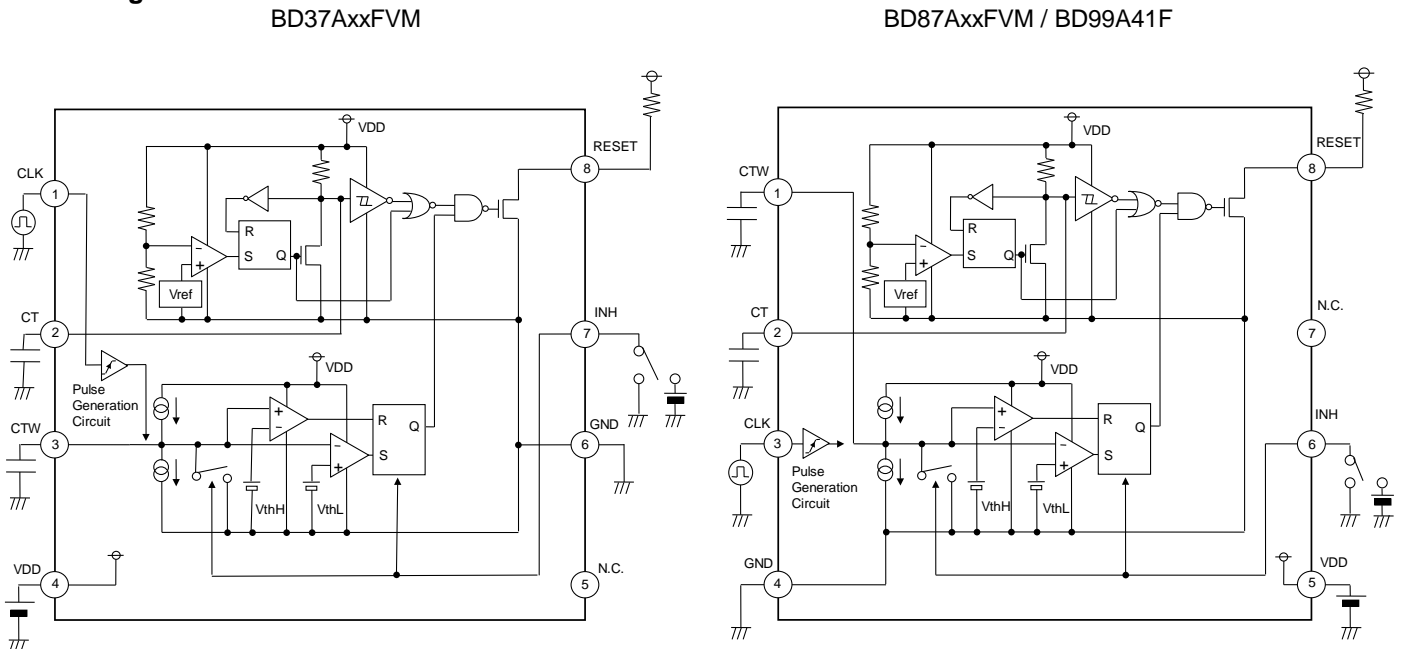 BD37AxxFVM
BD87AxxFVM / BD99A41F
VDD
RESET
8
CLK
1
R
S
Q
−
+
Vref
CT
2
INH
7
VDD
Pulse
Generation
Circuit
+
−
R
Q
−
S
+
CTW
3
GND
6
VthH
VthL
VDD
4
N.C.
5
VDD
RESET
8
CTW
1
R
S
Q
−
+
Vref
N.C.
7
CT
2
VDD
CLK
3
Pulse
Generation
Circuit
+
−
R
Q
−
S
+
INH
6
VthH
VthL
GND
4
VDD
5